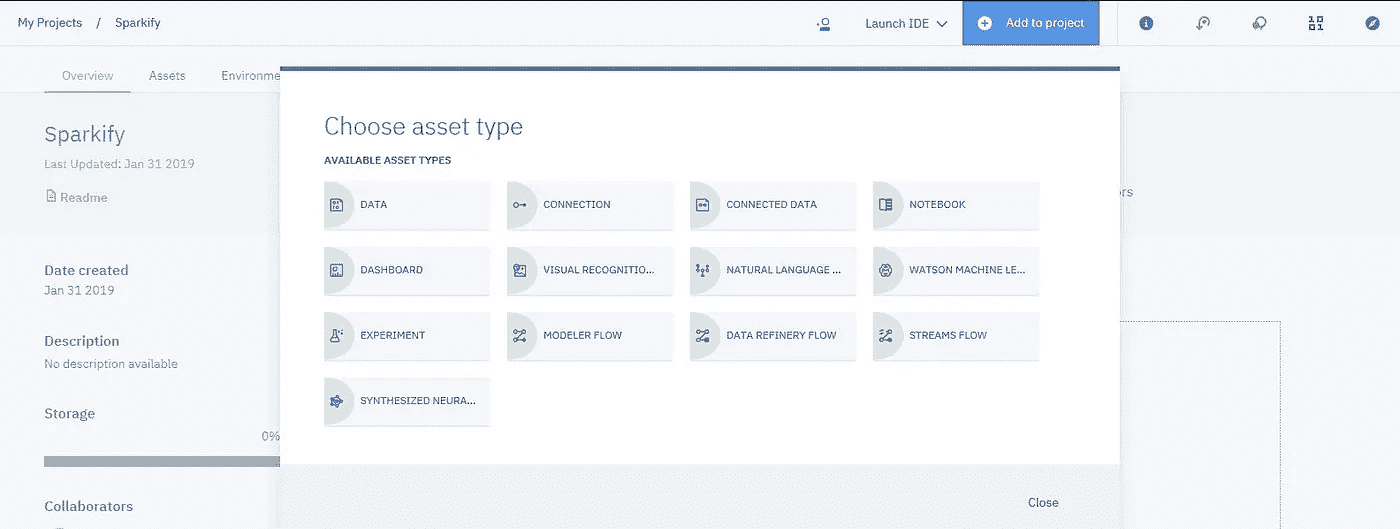 My Projects / Sparkify
Launch IDE
Add to project
Overview
Assets
Environme
Choose asset type
AVAILABLE ASSET TYPES
Sparkify
Last Updated: Jan 31 2019
Readme
DATA
CONNECTION
CONNECTED DATA
NOTEBOOK
rs
DASHBOARD
VISUAL RECOGNITIO...
NATURAL LANGUAGE ...
WATSON MACHINE LE...
Date created
Jan 31 2019
EXPERIMENT
MODELER FLOW
DATA REFINERY FLOW
STREAMS FLOW
Description
No description available
SYNTHESIZED NEURA...
Storage
0%
Collaborators
Close